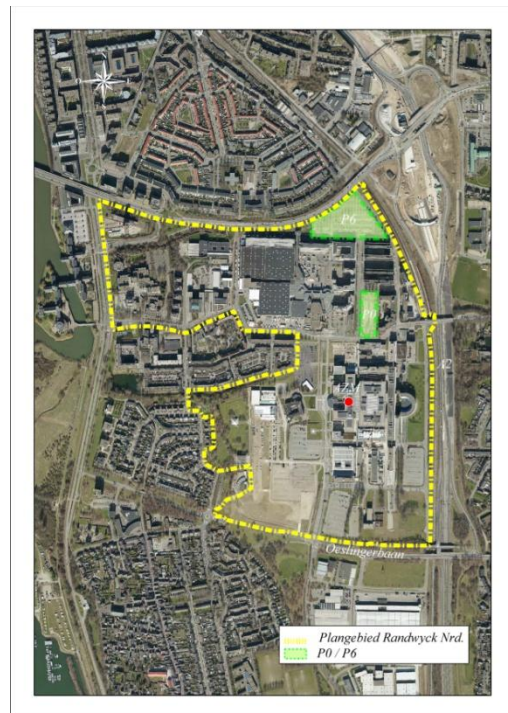 P6
P0
A2
AZM
Oeslingerbaan
Plangebied Randwyck Nrd.
P0 / P6